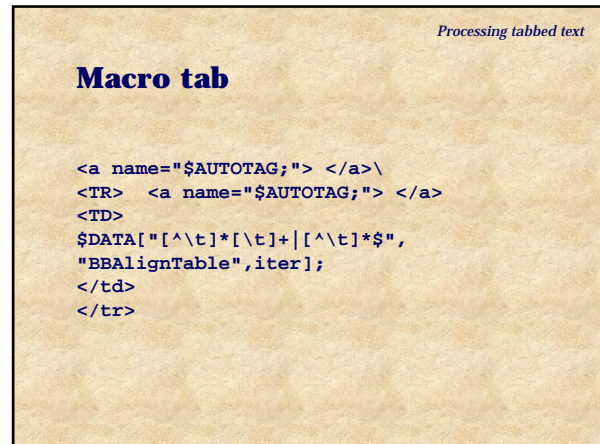 Processing tabbed text
Macro tab
<a name="$AUTOTAG;"> </a>\
<TR>  <a name="$AUTOTAG;"> </a>
<TD>
$DATA["[^\t]*[\t]+|[^\t]*$",
"BBAlignTable",iter];
</td>
</tr>